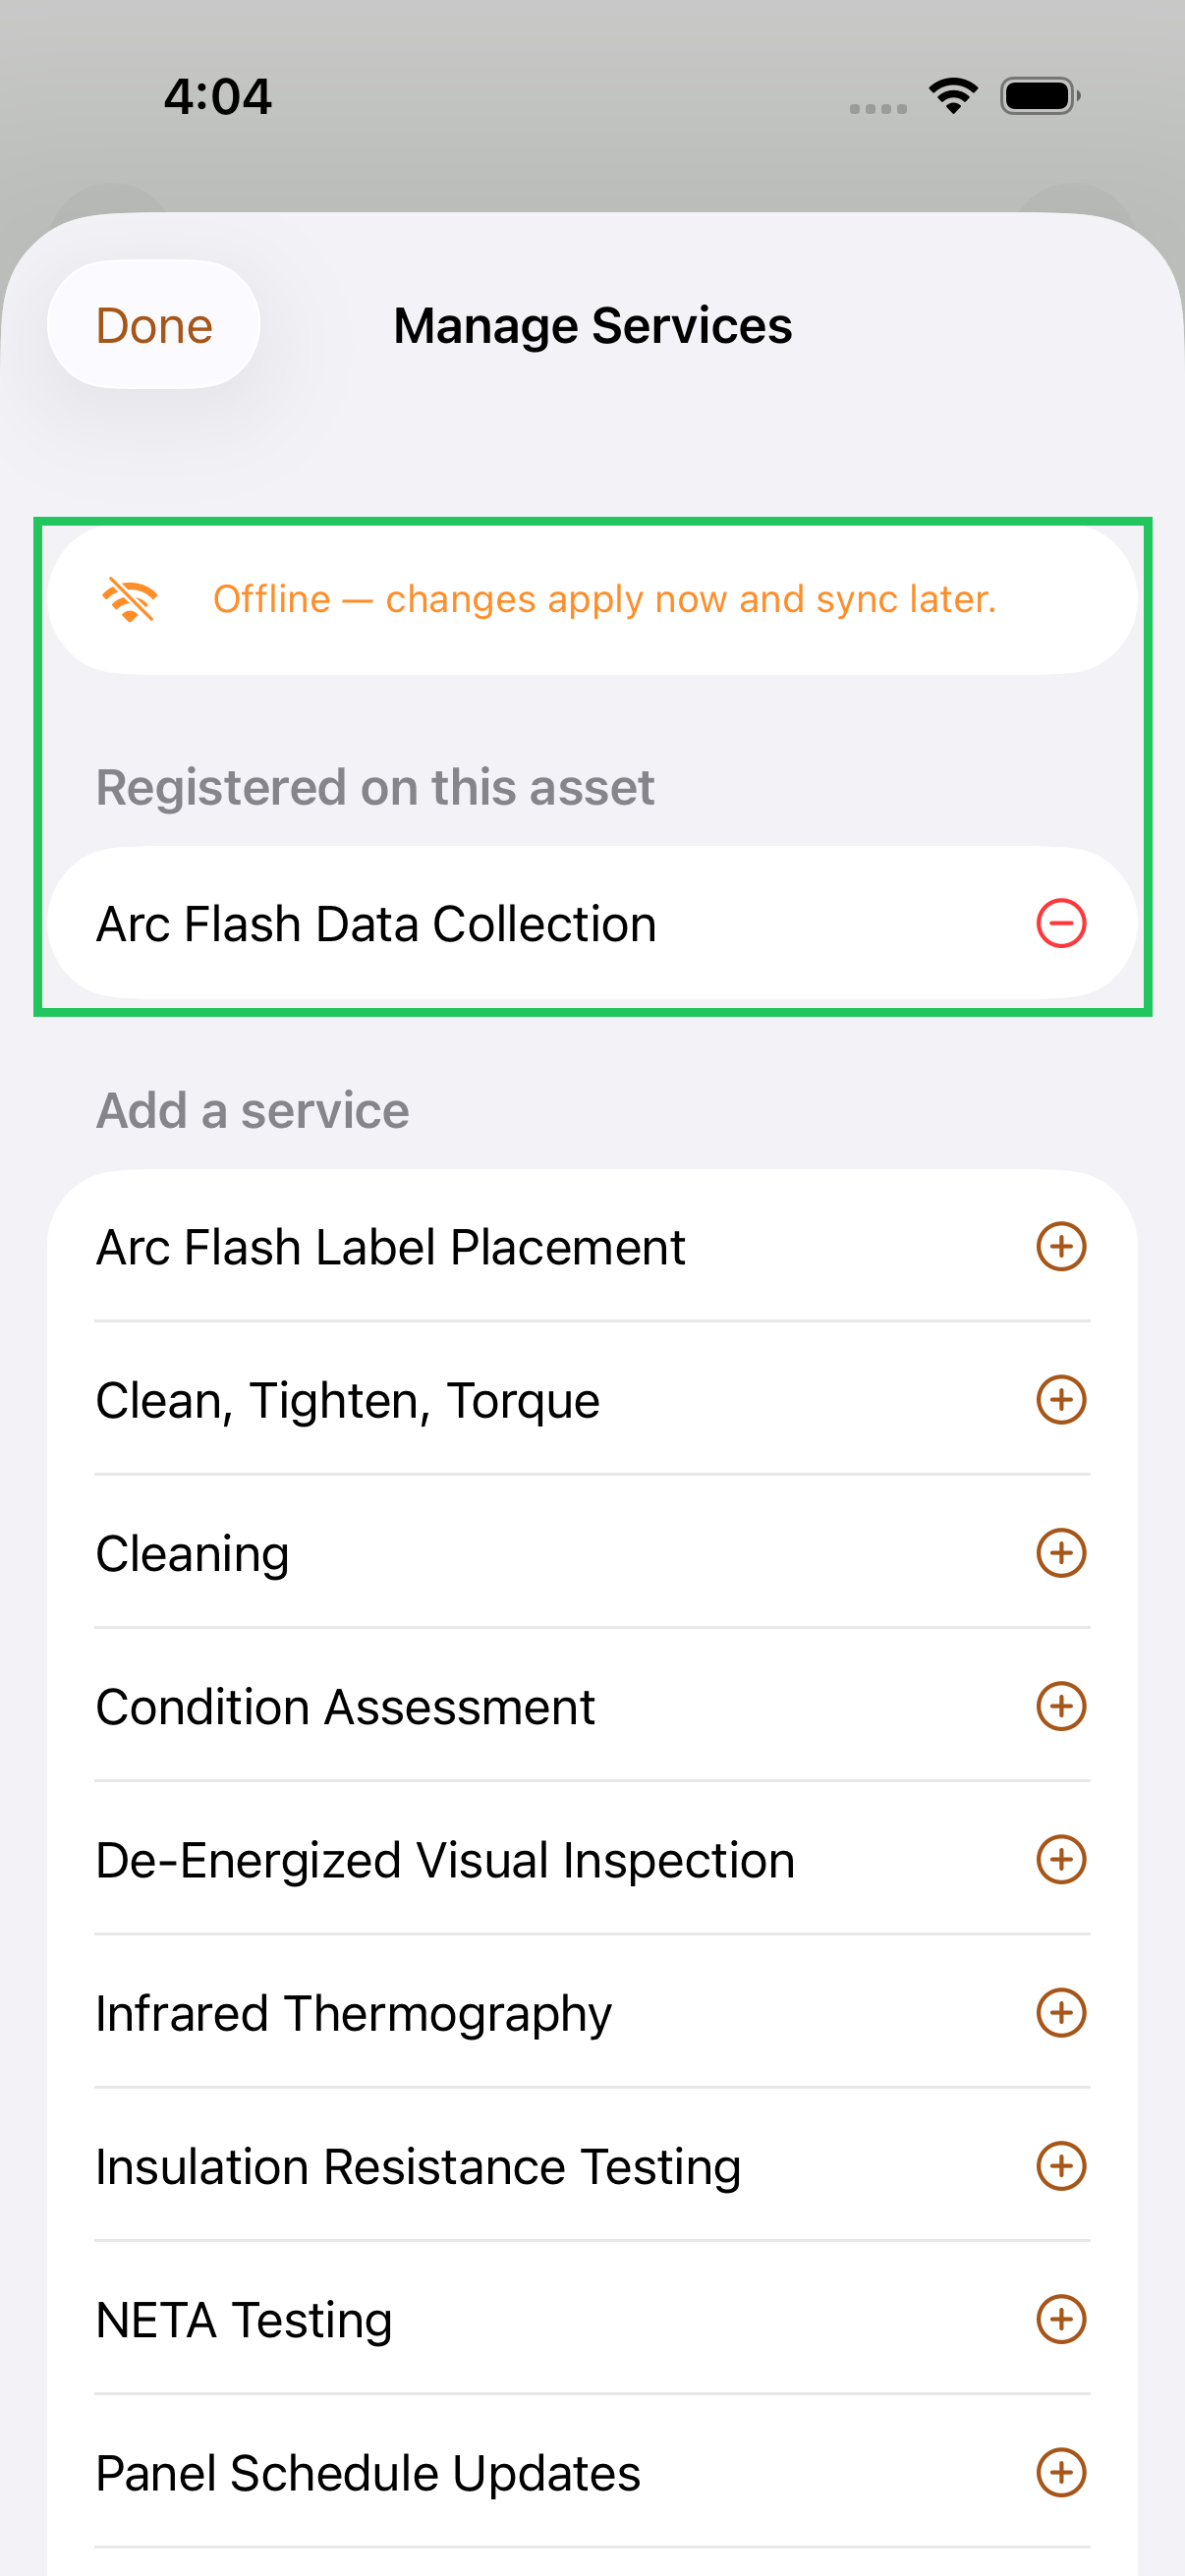 4:04
Done
Manage Services
Offline — changes apply now and sync later.
Registered on this asset
Arc Flash Data Collection
Add a service
Arc Flash Label Placement
Clean, Tighten, Torque
Cleaning
Condition Assessment
De-Energized Visual Inspection
Infrared Thermography
Insulation Resistance Testing
NETA Testing
Panel Schedule Updates